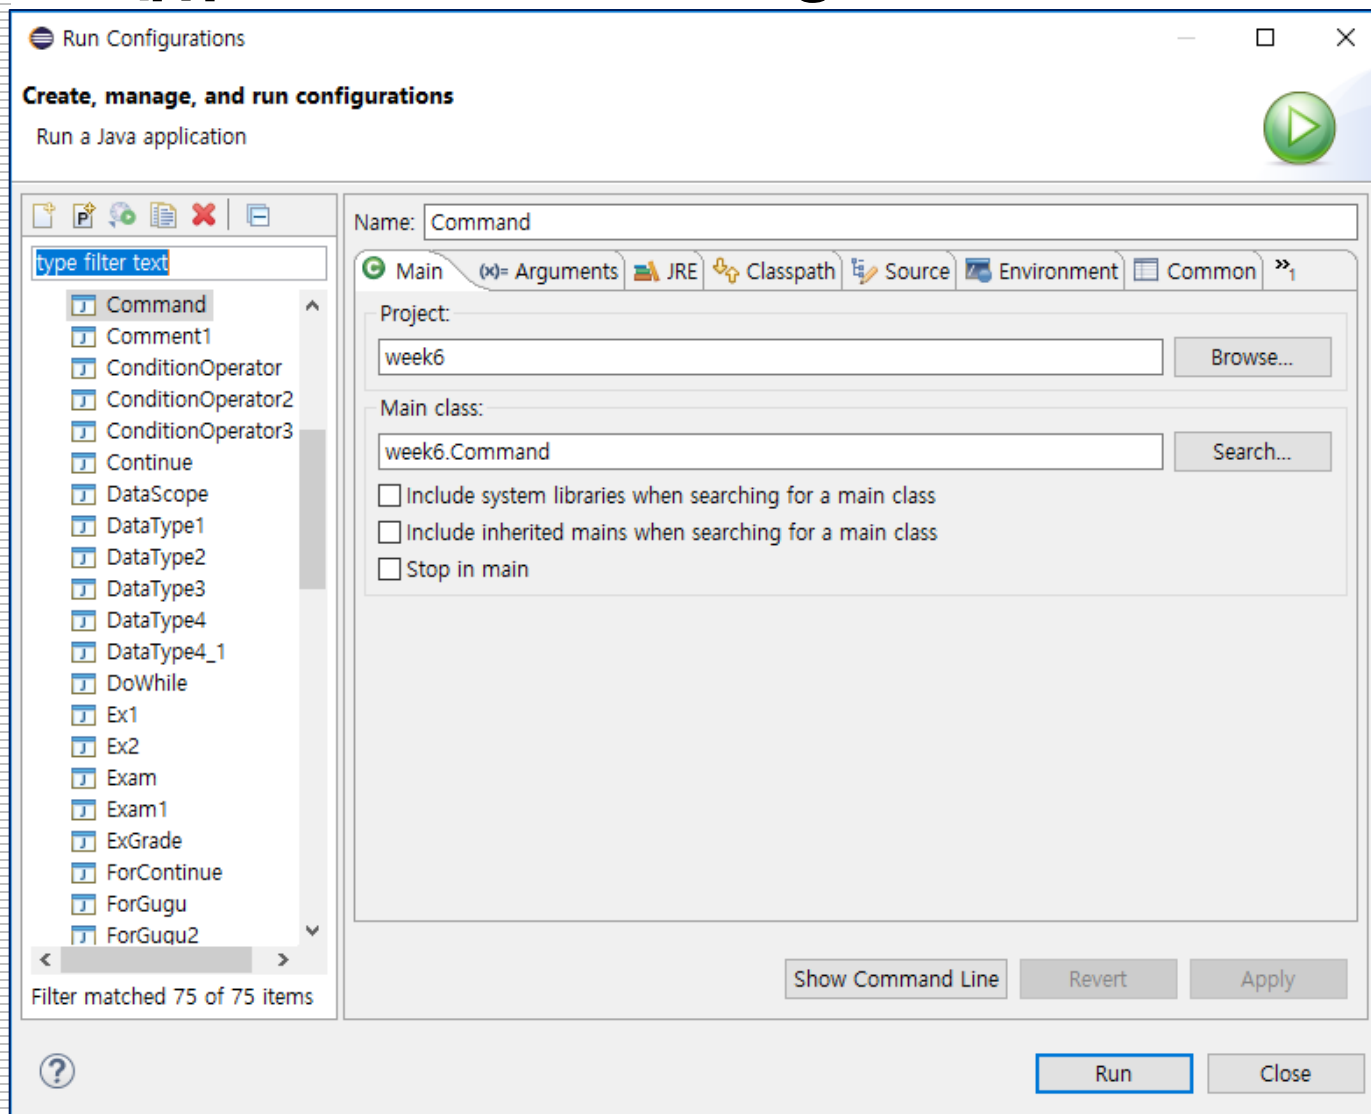 Run Configurations
Create, manage, and run configurations
Run a Java application
type filter text
Command
Comment1
ConditionOperator
ConditionOperator2
ConditionOperator3
Continue
DataScope
DataType1
DataType2
DataType3
DataType4
DataType4_1
DoWhile
Ex1
Ex2
Exam
Exam1
ExGrade
ForContinue
ForGugu
ForGugu2
Filter matched 75 of 75 items
Name: Command
Main (x)= Arguments JRE Classpath Source Environment Common »1
Project:
week6 Browse...
Main class:
week6.Command Search...
Include system libraries when searching for a main class
Include inherited mains when searching for a main class
Stop in main
Show Command Line Revert Apply
Run Close